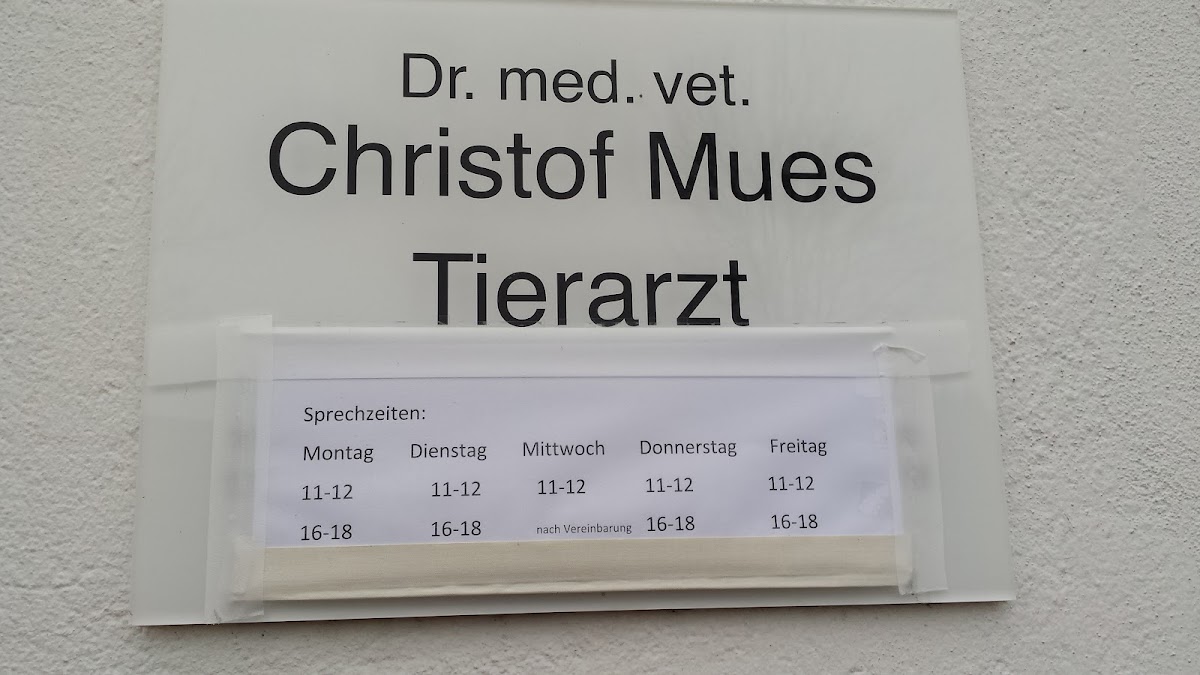 Dr. med. vet.
Christof Mues
Tierarzt
Sprechzeiten:
Montag Dienstag Mittwoch Donnerstag Freitag
11-12 11-12 11-12 11-12 11-12
16-18 16-18 nach Vereinbarung 16-18 16-18